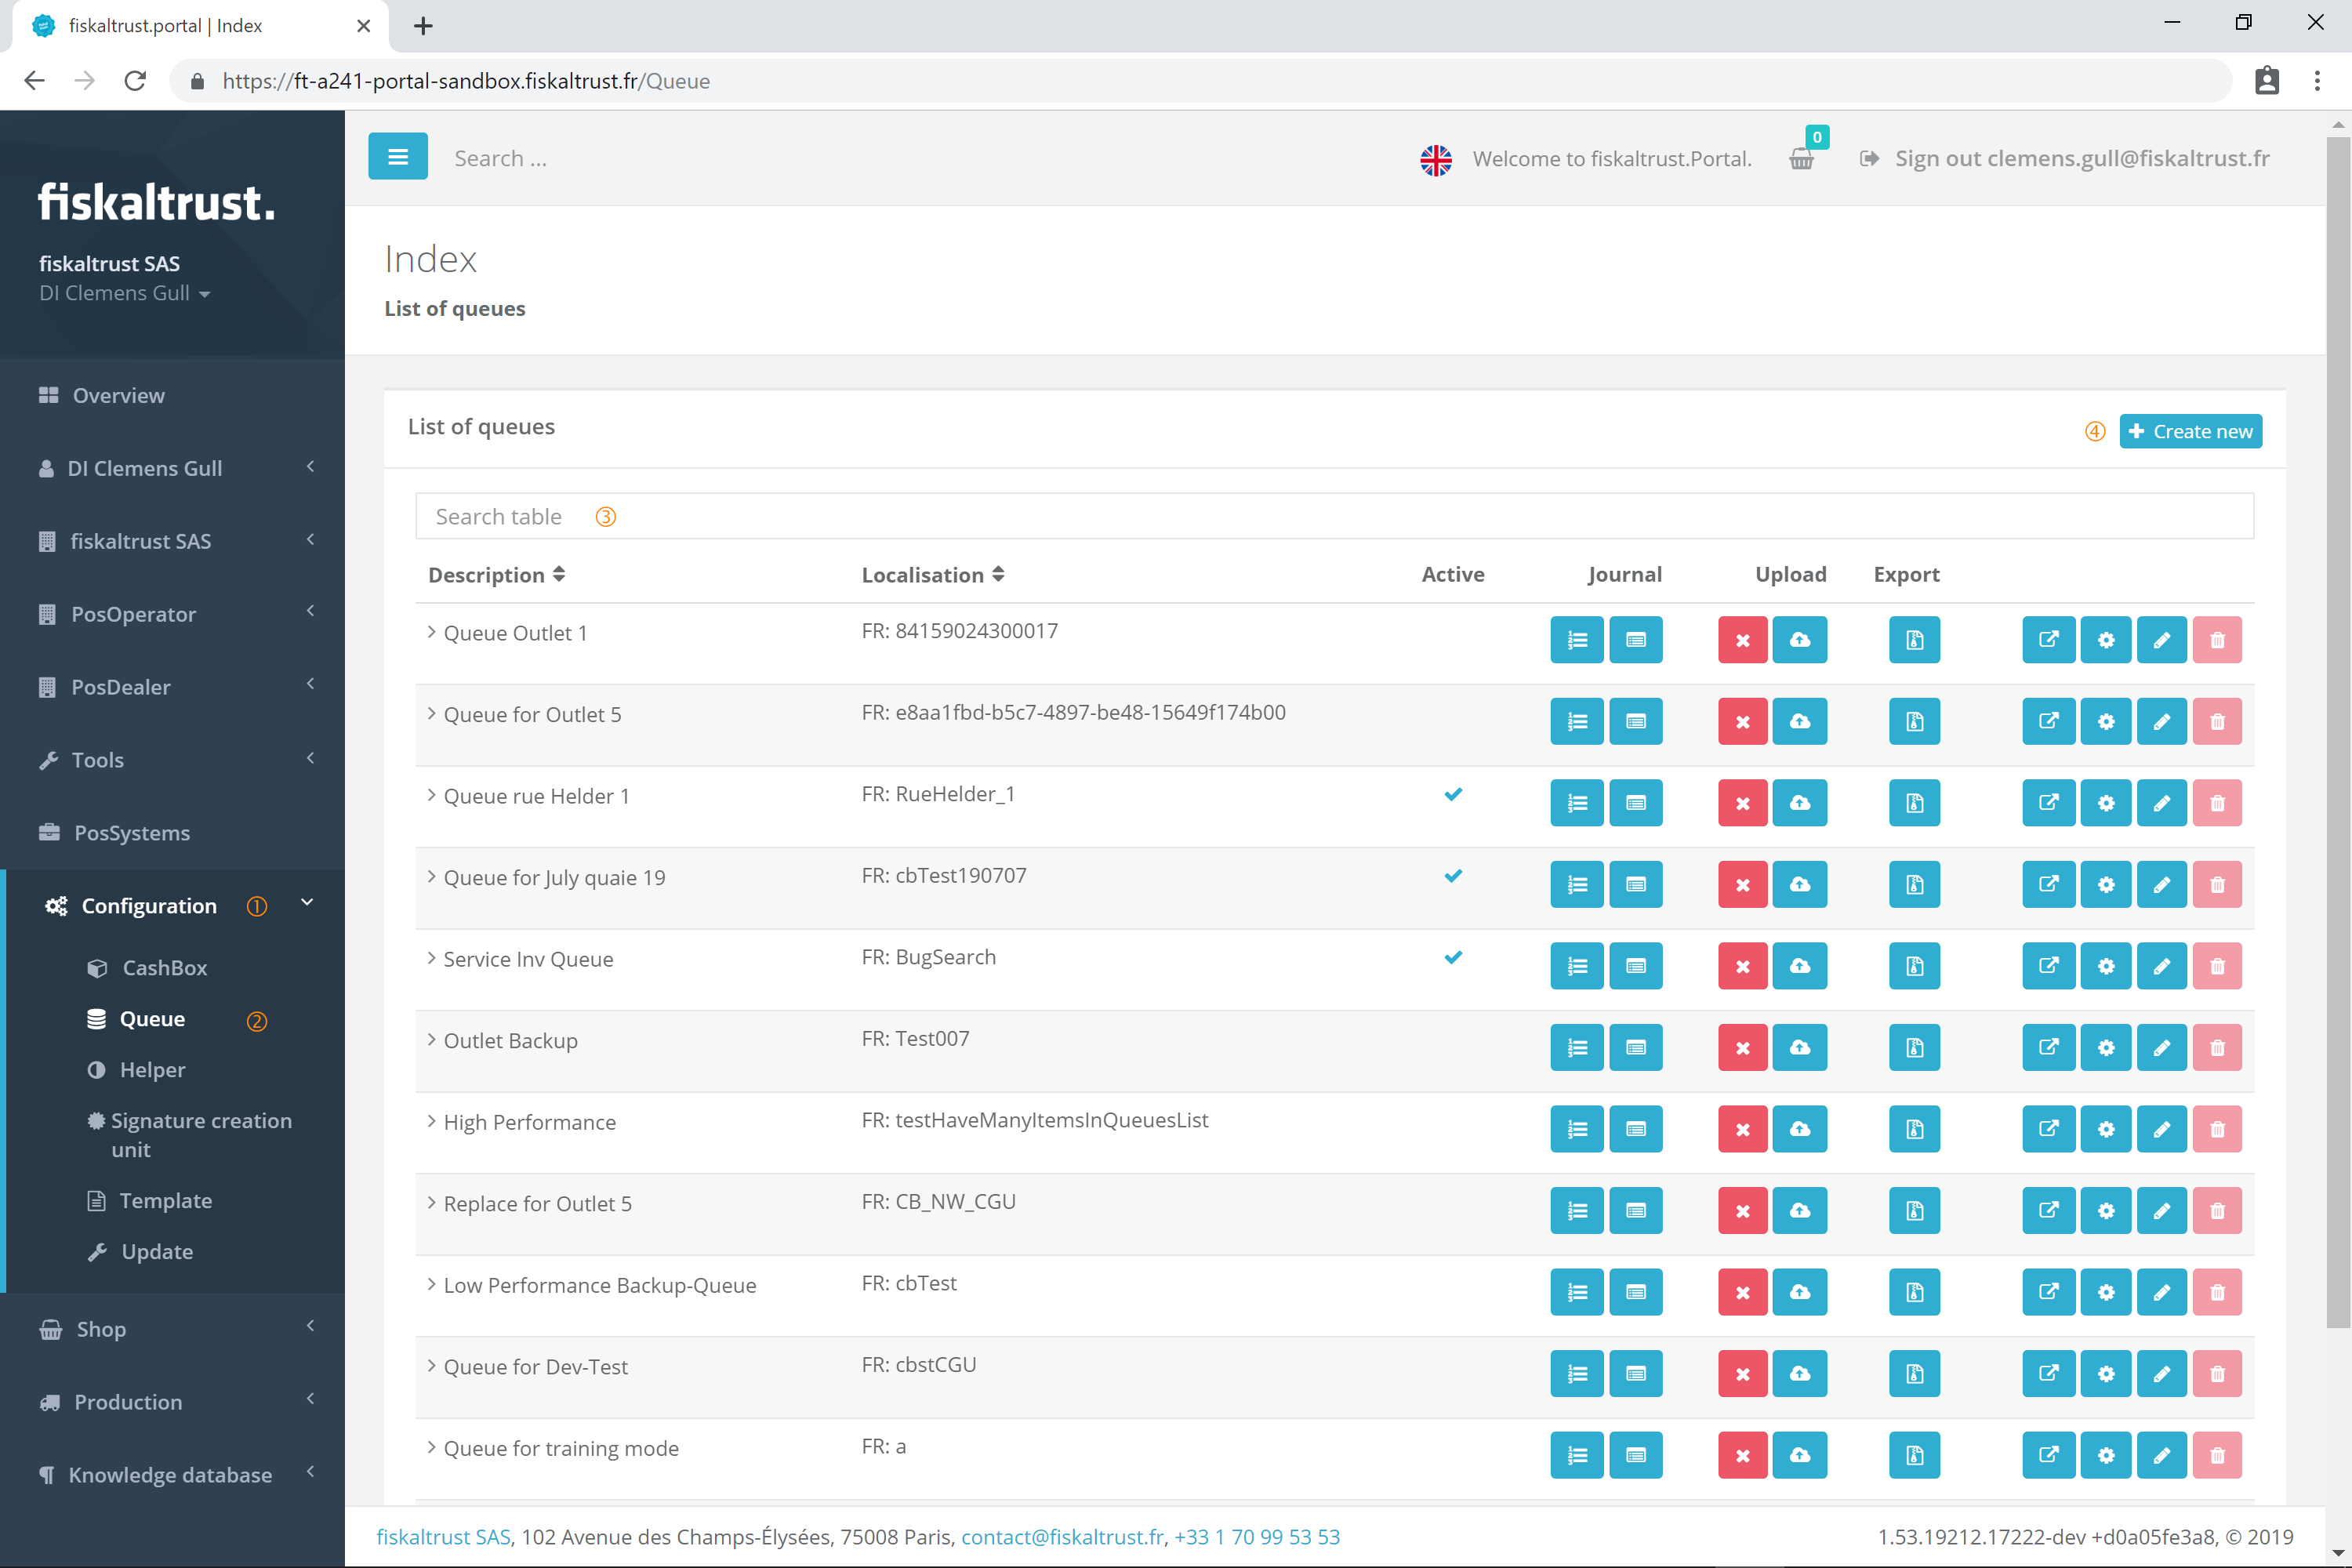 fiskaltrust.portal | Index
https://ft-a241-portal-sandbox.fiskaltrust.fr/Queue
fiskaltrust.
fiskaltrust SAS
DI Clemens Gull
Overview
DI Clemens Gull
fiskaltrust SAS
PosOperator
PosDealer
Tools
PosSystems
Configuration ①
CashBox
Queue ②
Helper
Signature creation
unit
Template
Update
Shop
Production
Knowledge database
Search ...
Welcome to fiskaltrust.Portal.
0
Sign out clemens.gull@fiskaltrust.fr
Index
List of queues
List of queues
④ Create new
Search table ③
Description Localisation Active Journal Upload Export
Queue Outlet 1 FR: 84159024300017
Queue for Outlet 5 FR: e8aa1fbd-b5c7-4897-be48-15649f174b00
Queue rue Helder 1 FR: RueHelder_1
Queue for July quaie 19 FR: cbTest190707
Service Inv Queue FR: BugSearch
Outlet Backup FR: Test007
High Performance FR: testHaveManyItemsInQueuesList
Replace for Outlet 5 FR: CB_NW_CGU
Low Performance Backup-Queue FR: cbTest
Queue for Dev-Test FR: cbstCGU
Queue for training mode FR: a
fiskaltrust SAS, 102 Avenue des Champs-Élysées, 75008 Paris, contact@fiskaltrust.fr, +33 1 70 99 53 53
1.53.19212.17222-dev +d0a05fe3a8, © 2019